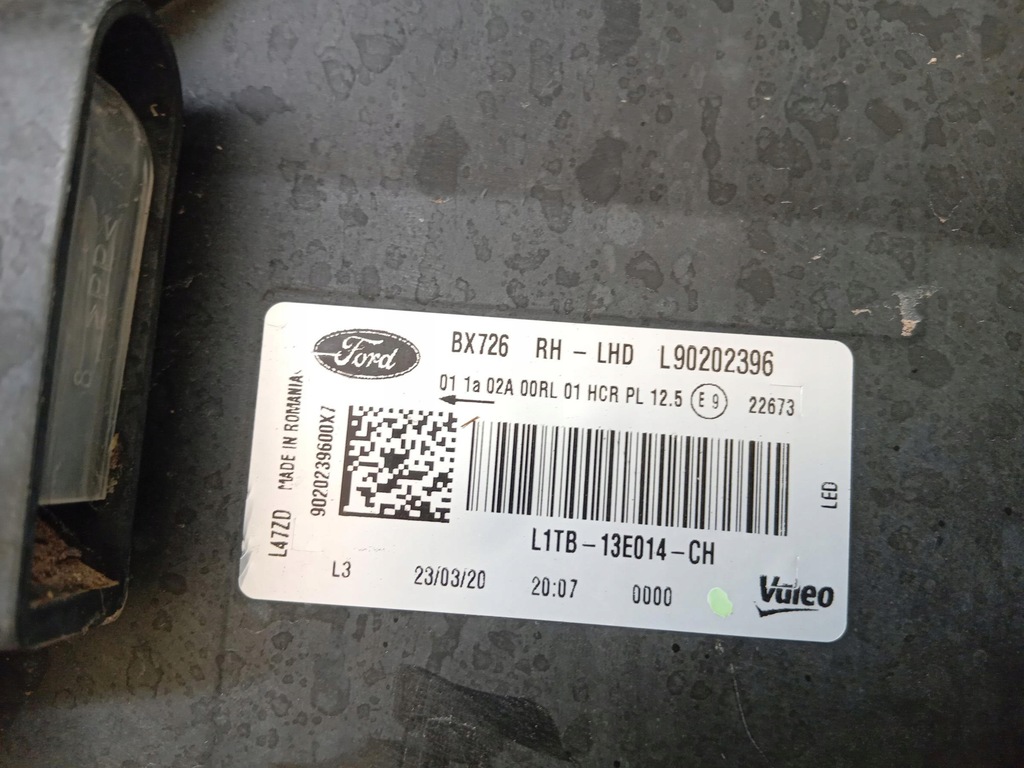 Ford
BX726 RH - LHD L90202396
01 1a 02A 00RL 01 HCR PL 12.5 E9 22673
MADE IN ROMANIA
L47ZD
9020239600X7
LED
L1TB-13E014-CH
L3 23/03/20 20:07 0000
Valeo